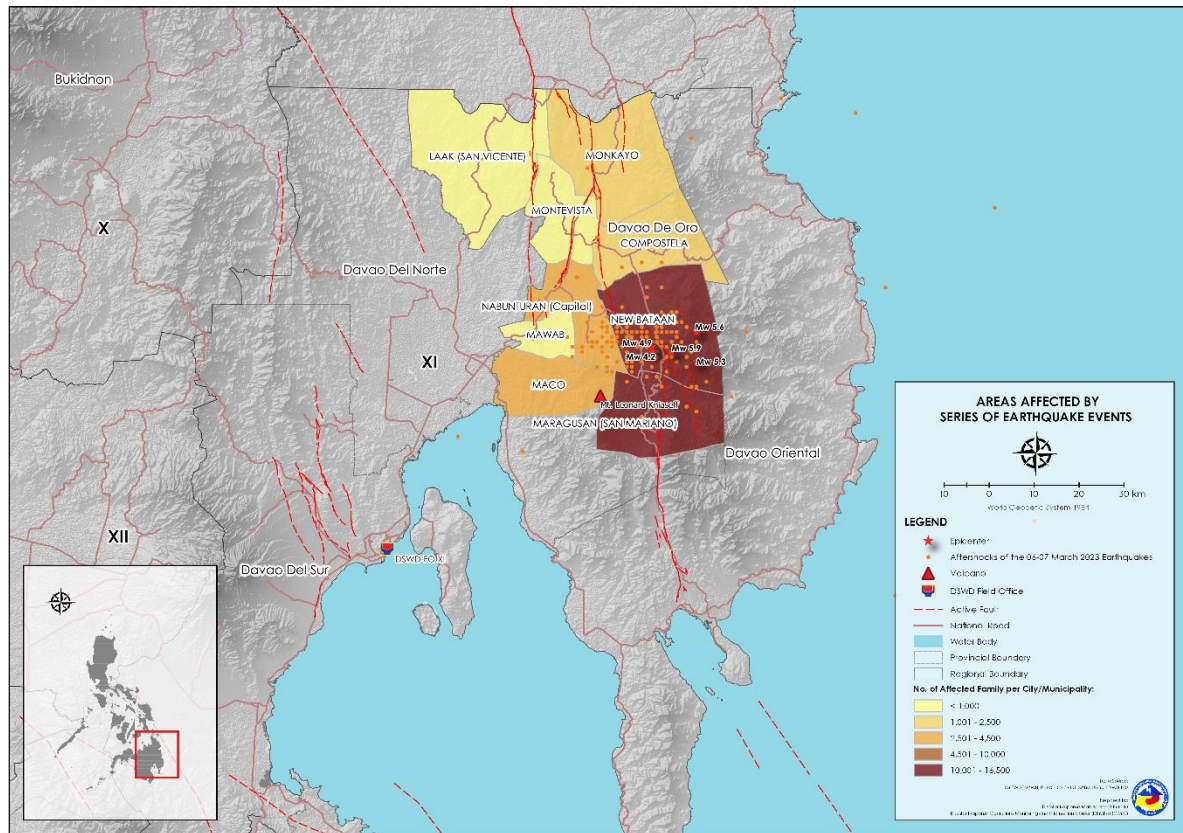 Bukidnon
LAAK (SAN VICENTE)
MONKAYO
MONTEVISTA
X
Davao De Oro
COMPOSTELA
Davao Del Norte
NABUNTURAN (Capital)
NEW BATAAN
MAWAB
Mw 5.6
Mw 4.9
Mw 5.9
Mw 4.2
Mw 5.3
XI
MACO
Mt. Leonard Kniaseff
MARAGUSAN (SAN MARIANO)
Davao Oriental
XII
DSWD-FO XI
Davao Del Sur
AREAS AFFECTED BY
SERIES OF EARTHQUAKE EVENTS
10 0 10 20 30 km
World Geodetic System 1984
LEGEND
Epicenter
Aftershocks of the 06-07 March 2023 Earthquakes
Volcano
DSWD Field Office
Active Fault
National Road
Water Body
Provincial Boundary
Regional Boundary
No. of Affected Family per City/Municipality:
< 1,000
1,001 - 2,500
2,501 - 4,500
4,501 - 10,000
10,001 - 16,500